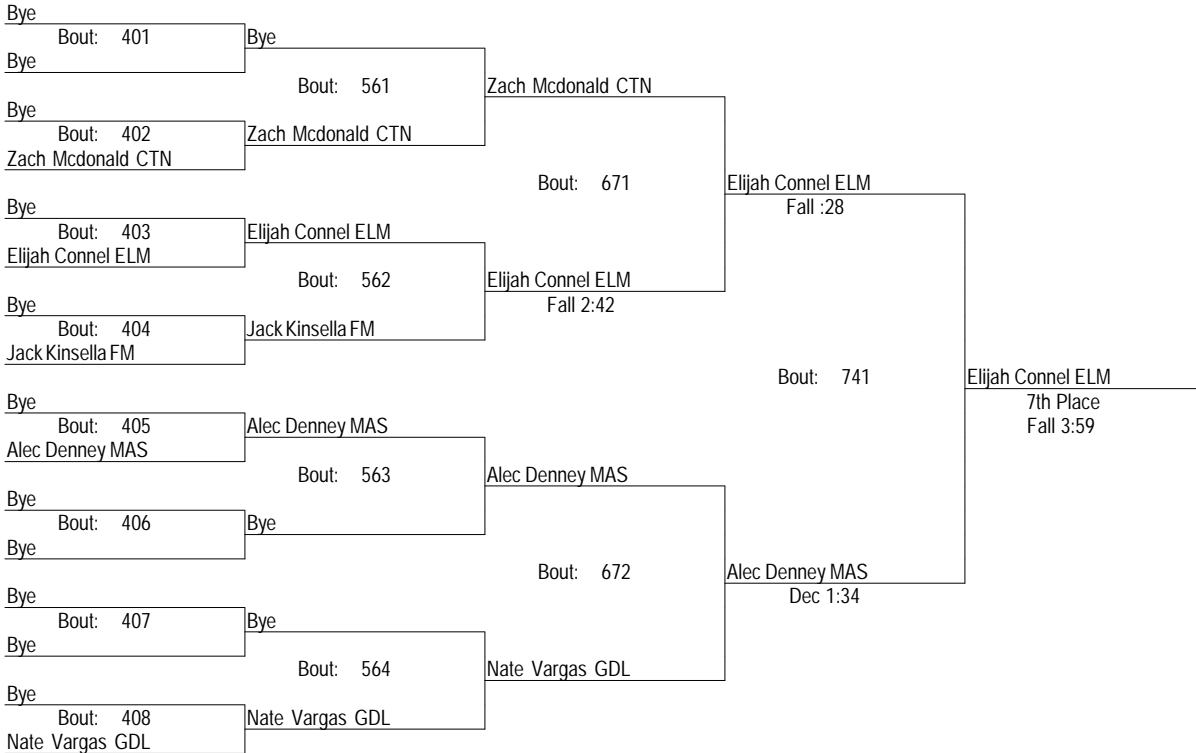 Bye
Bout: 401
Bye
Bye
Bout: 561
Zach Mcdonald CTN
Bye
Bout: 402
Zach Mcdonald CTN
Zach Mcdonald CTN
Bout: 671
Elijah Connel ELM
Fall :28
Bye
Bout: 403
Elijah Connel ELM
Elijah Connel ELM
Bout: 562
Elijah Connel ELM
Fall 2:42
Bye
Bout: 404
Jack Kinsella FM
Jack Kinsella FM
Bout: 741
Elijah Connel ELM
7th Place
Fall 3:59
Bye
Bout: 405
Alec Denney MAS
Alec Denney MAS
Bout: 563
Alec Denney MAS
Bye
Bout: 406
Bye
Bye
Bout: 672
Alec Denney MAS
Dec 1:34
Bye
Bout: 407
Bye
Bye
Bout: 564
Nate Vargas GDL
Bye
Bout: 408
Nate Vargas GDL
Nate Vargas GDL